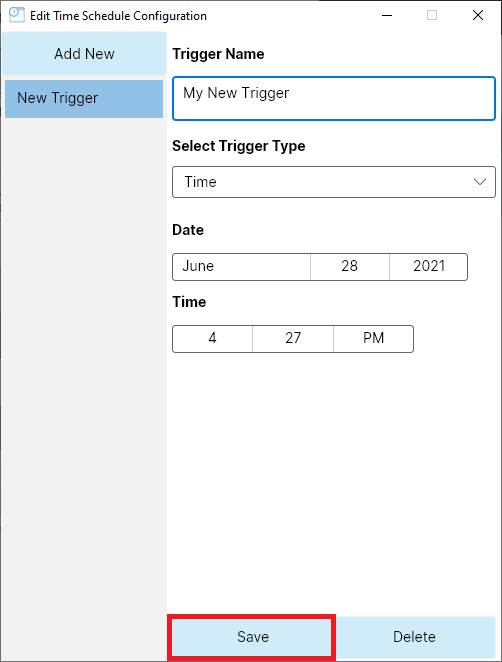 Edit Time Schedule Configuration
Add New
New Trigger
Trigger Name
My New Trigger
Select Trigger Type
Time
Date
June 28 2021
Time
4 27 PM
Save Delete